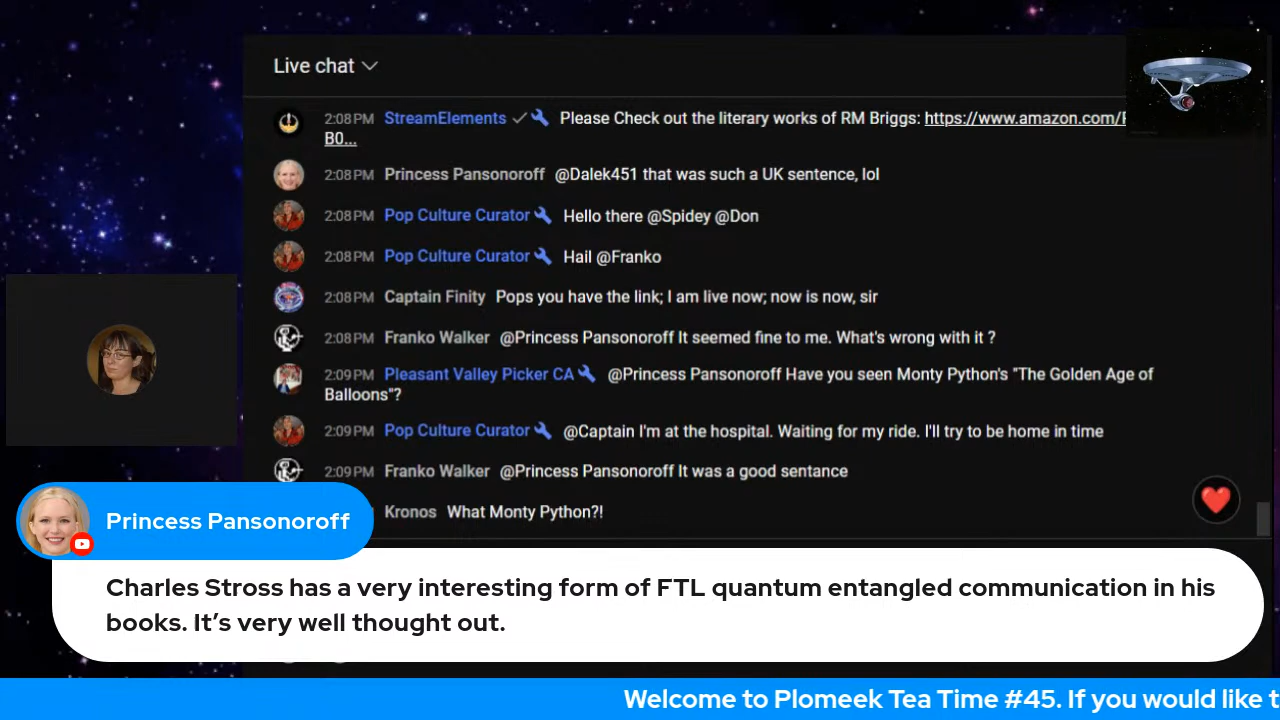 Live chat
2:08 PM StreamElements Please Check out the literary works of RM Briggs: https://www.amazon.com/
B0...
2:08 PM Princess Pansonoroff @Dalek451 that was such a UK sentence, lol
2:08 PM Pop Culture Curator Hello there @Spidey @Don
2:08 PM Pop Culture Curator Hail @Franko
2:08 PM Captain Finity Pops you have the link; I am live now; now is now, sir
2:08 PM Franko Walker @Princess Pansonoroff It seemed fine to me. What's wrong with it ?
2:09 PM Pleasant Valley Picker CA @Princess Pansonoroff Have you seen Monty Python's "The Golden Age of
Balloons"?
2:09 PM Pop Culture Curator @Captain I'm at the hospital. Waiting for my ride. I'll try to be home in time
2:09 PM Franko Walker @Princess Pansonoroff It was a good sentence
Kronos What Monty Python?!
Princess Pansonoroff
Charles Stross has a very interesting form of FTL quantum entangled communication in his
books. It's very well thought out.
Welcome to Plomeek Tea Time #45. If you would like